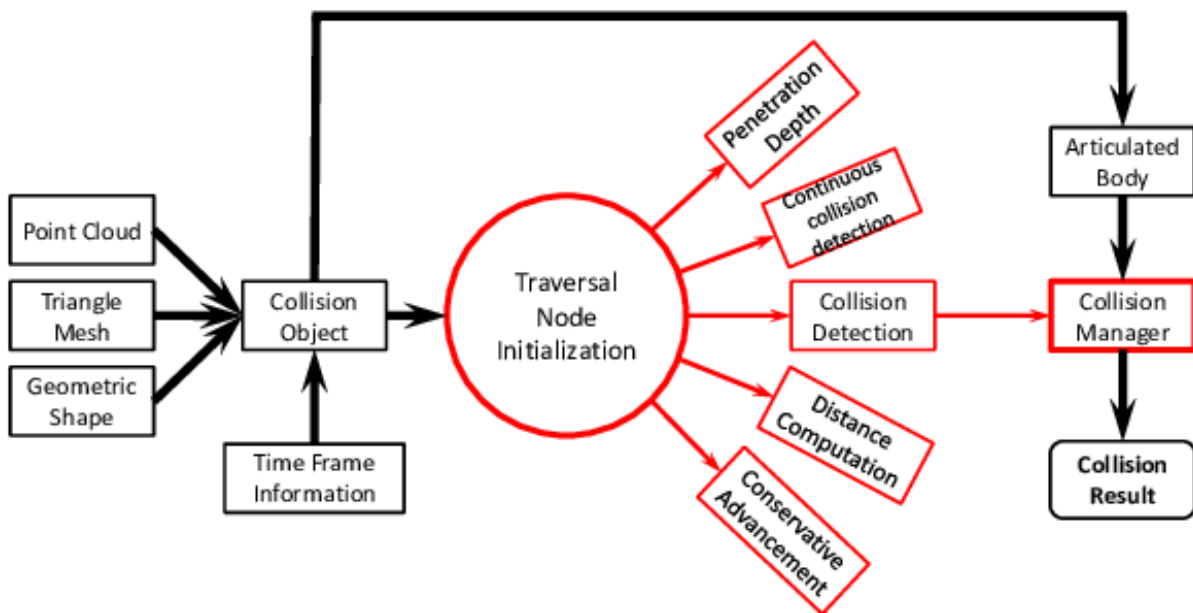 Point Cloud
Triangle
Mesh
Geometric
Shape
Collision
Object
Time Frame
Information
Traversal
Node
Initialization
Penetration
Depth
Continuous
collision
detection
Collision
Detection
Distance
Computation
Conservative
Advancement
Articulated
Body
Collision
Manager
Collision
Result